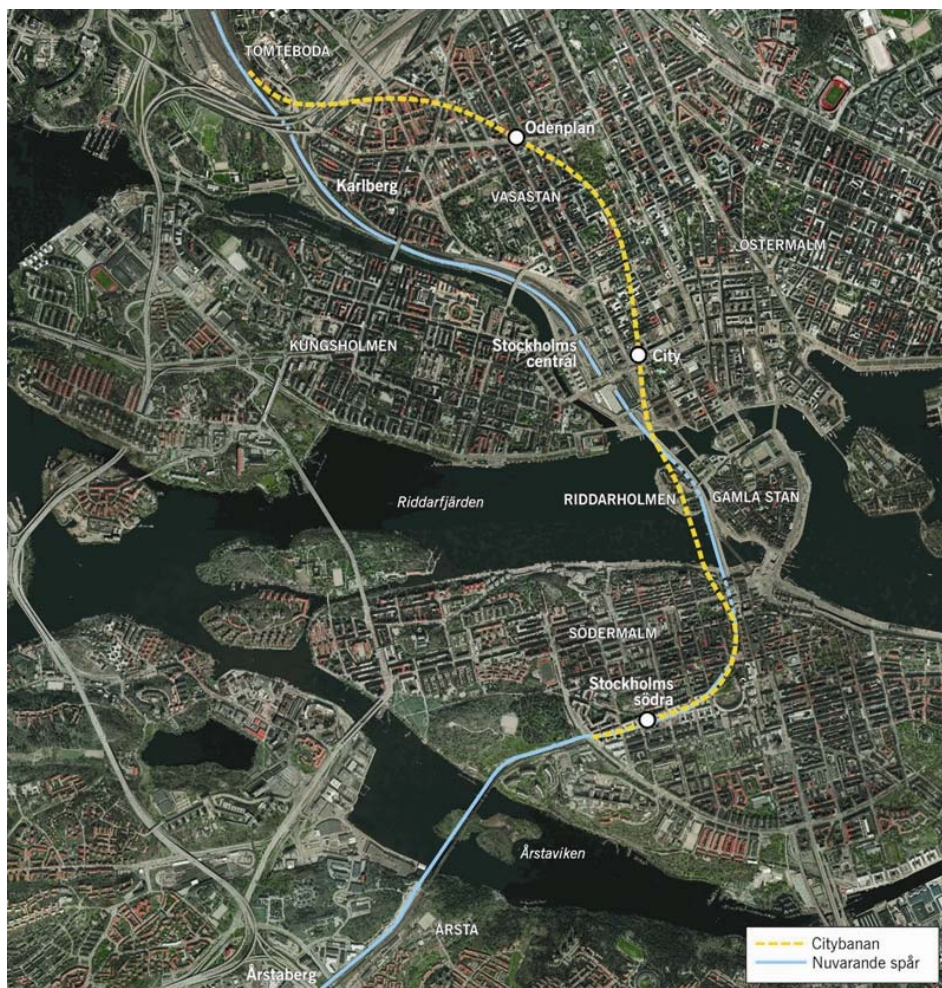 TOMTEBODA
Odenplan
Karlberg
VASASTAN
ÖSTERMALM
KUNGSHOLMEN
Stockholms
central
City
Riddarfjärden
RIDDARHOLMEN
GAMLA STAN
SÖDERMALM
Stockholms
södra
Årstaviken
ÅRSTA
Årstaberg
Citybanan
Nuvarande spår